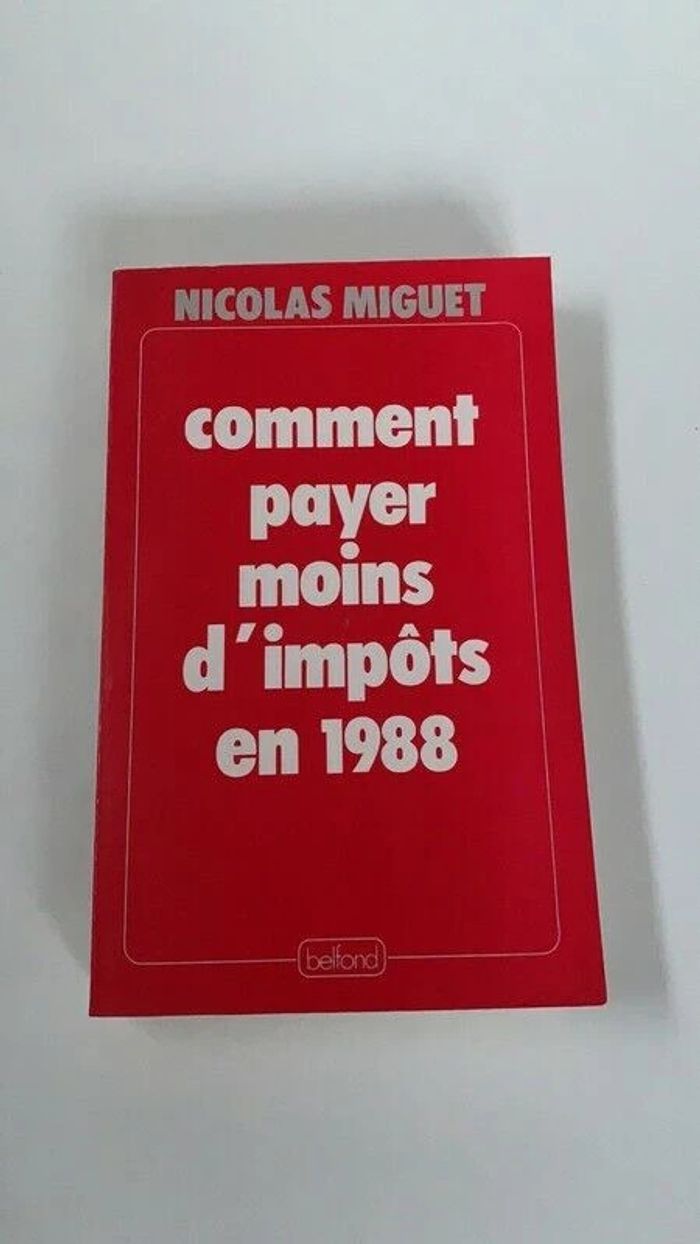 NICOLAS MIGUET
comment
payer
moins
d'impôts
en 1988
belfond